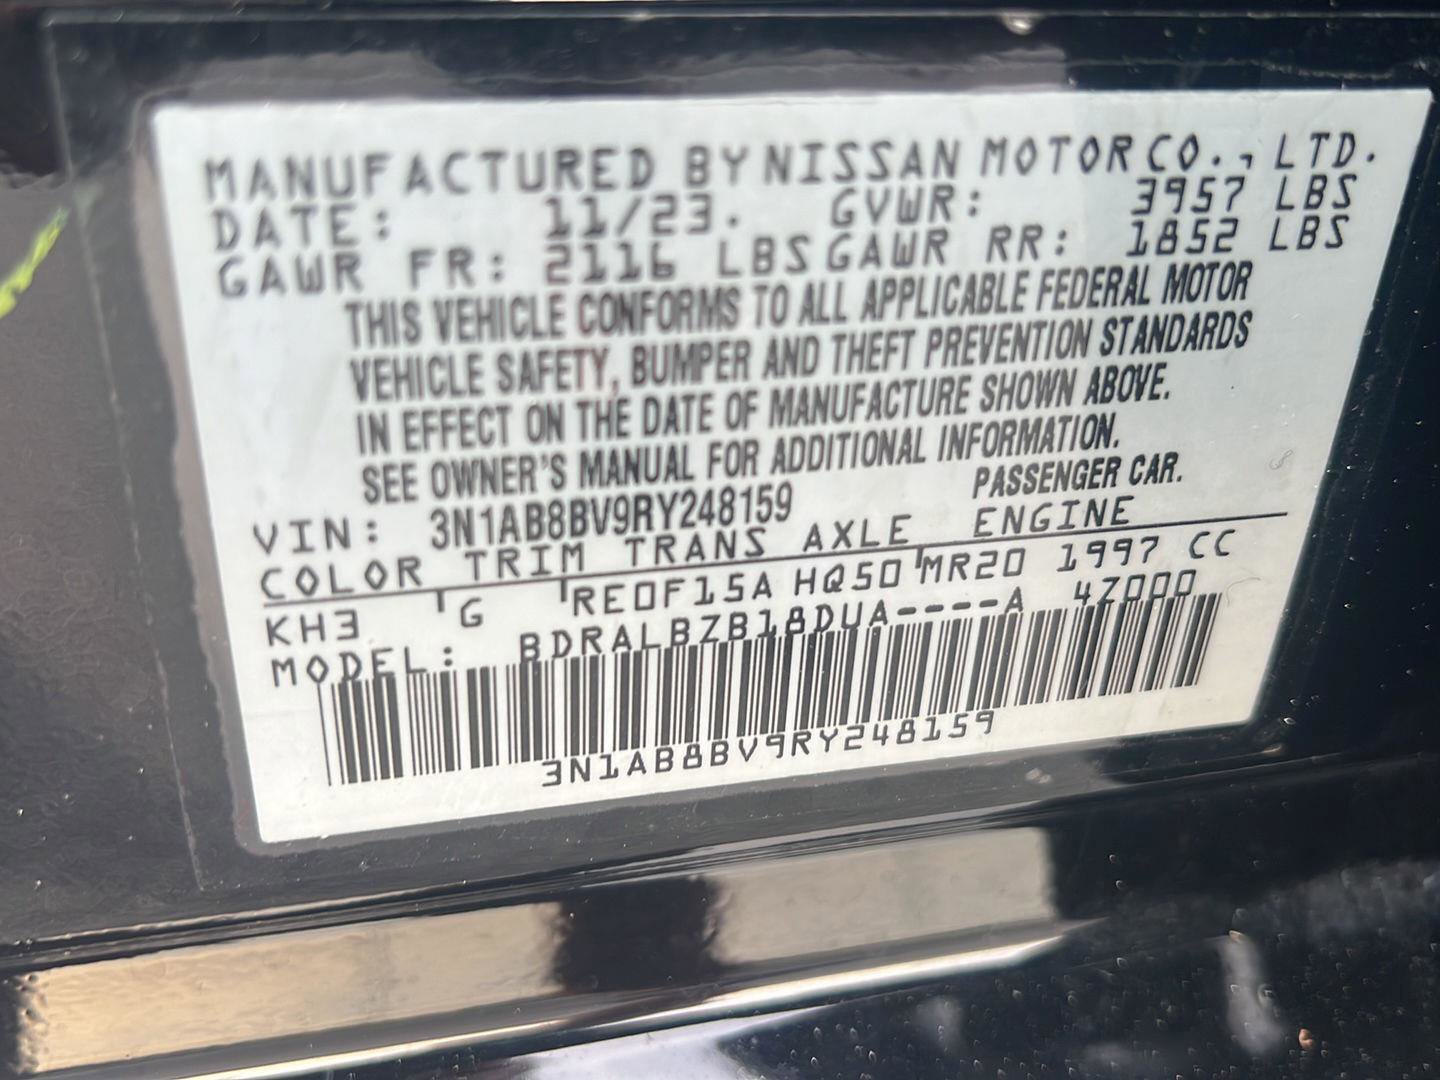 MANUFACTURED BY NISSAN MOTOR CO., LTD.
DATE: 11/23. GVWR: 3957 LBS
GAWR FR: 2116 LBS GAWR RR: 1852 LBS
THIS VEHICLE CONFORMS TO ALL APPLICABLE FEDERAL MOTOR
VEHICLE SAFETY, BUMPER AND THEFT PREVENTION STANDARDS
IN EFFECT ON THE DATE OF MANUFACTURE SHOWN ABOVE.
SEE OWNER'S MANUAL FOR ADDITIONAL INFORMATION.
VIN: 3N1AB8BV9RY248159 PASSENGER CAR.
COLOR TRIM TRANS AXLE ENGINE
KH3 G RE0F15A HQ50 MR20 1997 CC
MODEL: BDRALBZB18DUA----A 4Z000
3N1AB8BV9RY248159